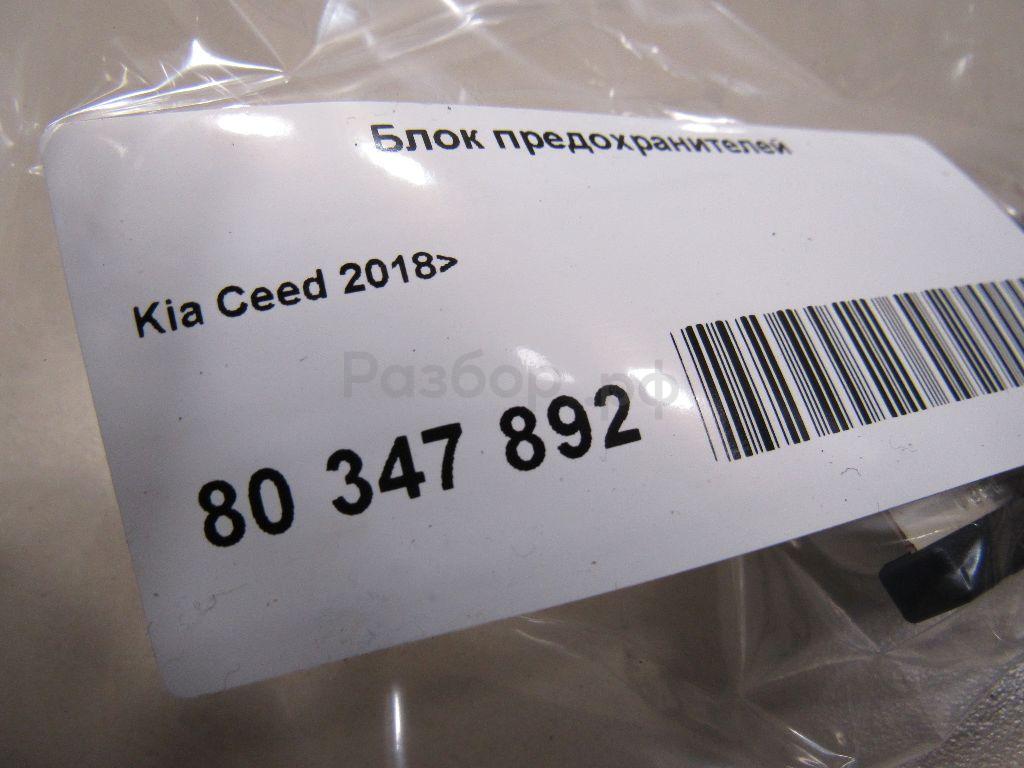 Блок предохранителей
Kia Ceed 2018>
Разбор.рф
80 347 892